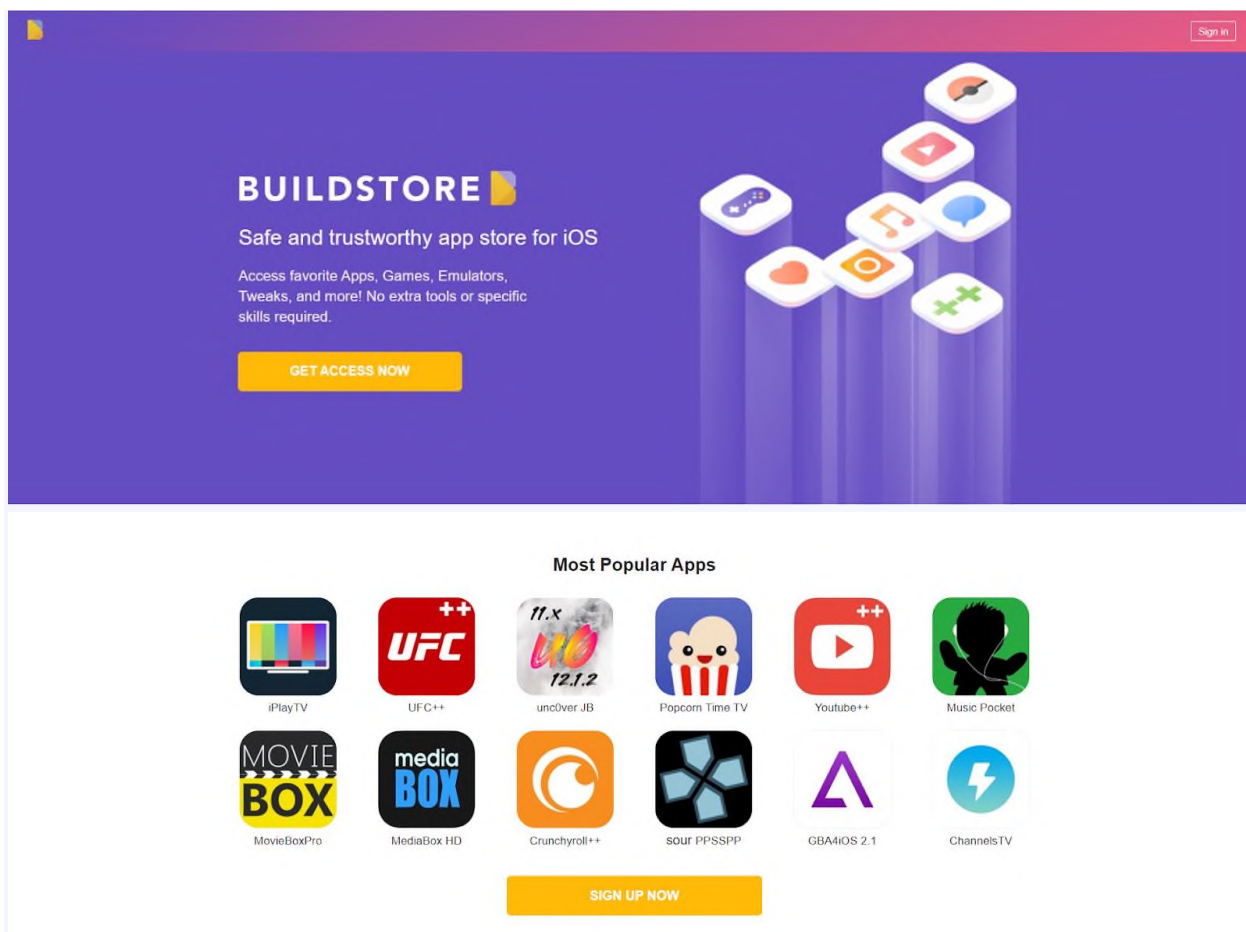 Sign in
BUILDSTORE
Safe and trustworthy app store for iOS
Access favorite Apps, Games, Emulators,
Tweaks, and more! No extra tools or specific
skills required.
GET ACCESS NOW
Most Popular Apps
++
UFC
11.x
u0
12.1.2
++
iPlayTV
UFC++
unc0ver JB
Popcorn Time TV
Youtube++
Music Pocket
MOVIE
BOX
media
BOX
MovieBoxPro
MediaBox HD
Crunchyroll++
sour PPSSPP
GBA4iOS 2.1
ChannelsTV
SIGN UP NOW